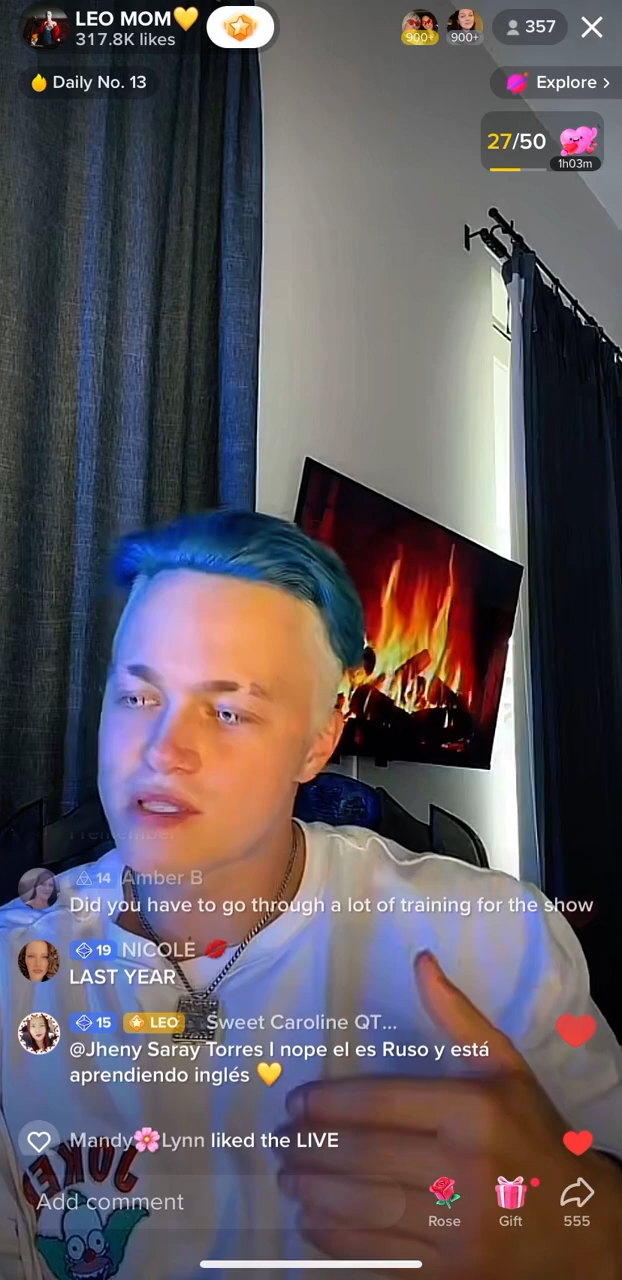 LEO MOM💛
317.8K likes
900+
900+
357
Daily No. 13
Explore >
27/50
1h03m
I remember
14 Amber B
Did you have to go through a lot of training for the show
19 NICOLE 💋
LAST YEAR
15 LEO Sweet Caroline QT...
@Jheny Saray Torres I nope el es Ruso y está
aprendiendo inglés 💛
Mandy🌸Lynn liked the LIVE
JOKE
Add comment
Rose
Gift
555